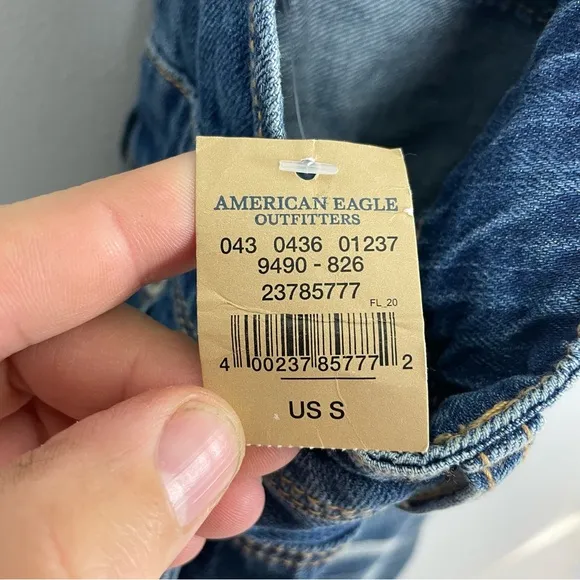 AMERICAN EAGLE
OUTFITTERS
043 0436 01237
9490 - 826
23785777
FL_20
4 00237 85777 2
US S